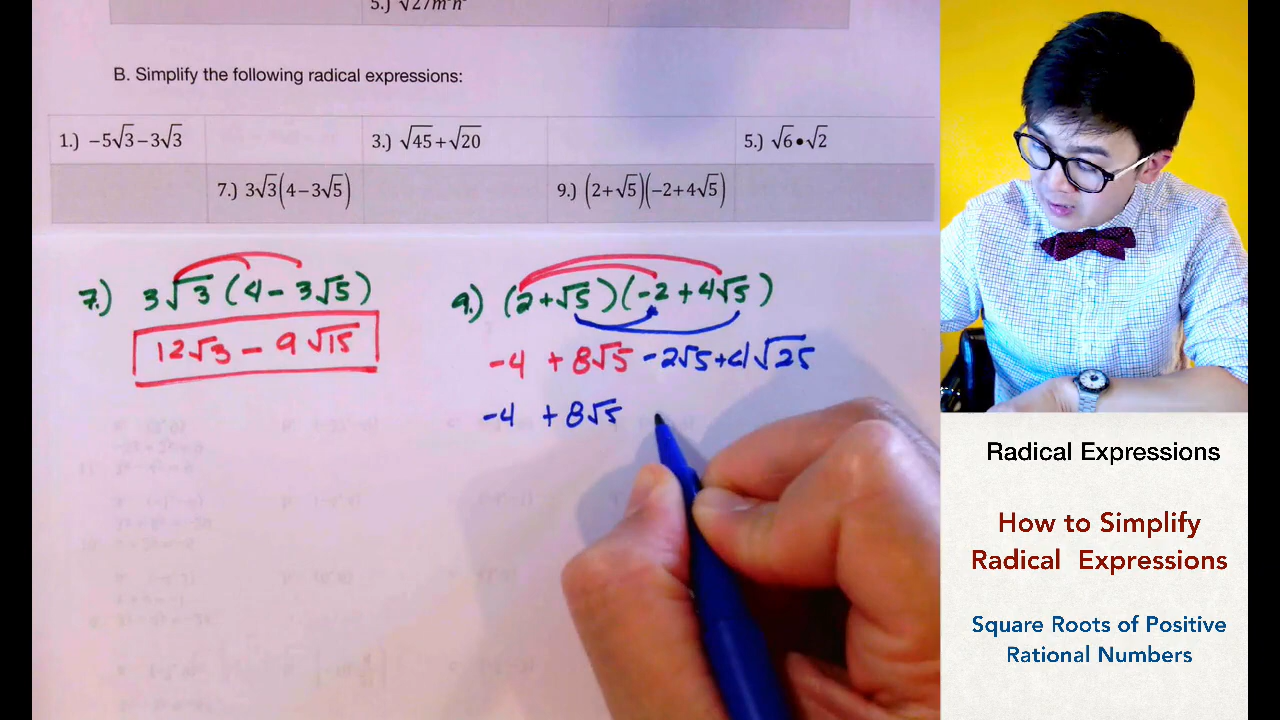 5.) √27m
B. Simplify the following radical expressions:
1.) −5√3−3√3
3.) √45+√20
5.) √6•√2
7.) 3√3(4−3√5)
9.) (2+√5)(−2+4√5)
7.) 3√3 (4 − 3√5)
12√3 − 9√15
9.) (2+√5)(−2+4√5)
−4 + 8√5 −2√5+4√25
−4 + 8√5
Radical Expressions
How to Simplify
Radical Expressions
Square Roots of Positive
Rational Numbers